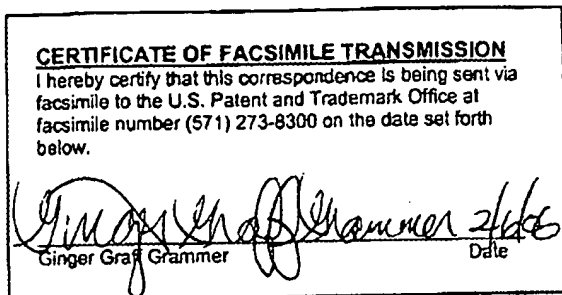 CERTIFICATE OF FACSIMILE TRANSMISSION
I hereby certify that this correspondence is being sent via
facsimile to the U.S. Patent and Trademark Office at
facsimile number (571) 273-8300 on the date set forth
below.
Ginger Graff Grammer 2/6/06
Ginger Graff Grammer Date